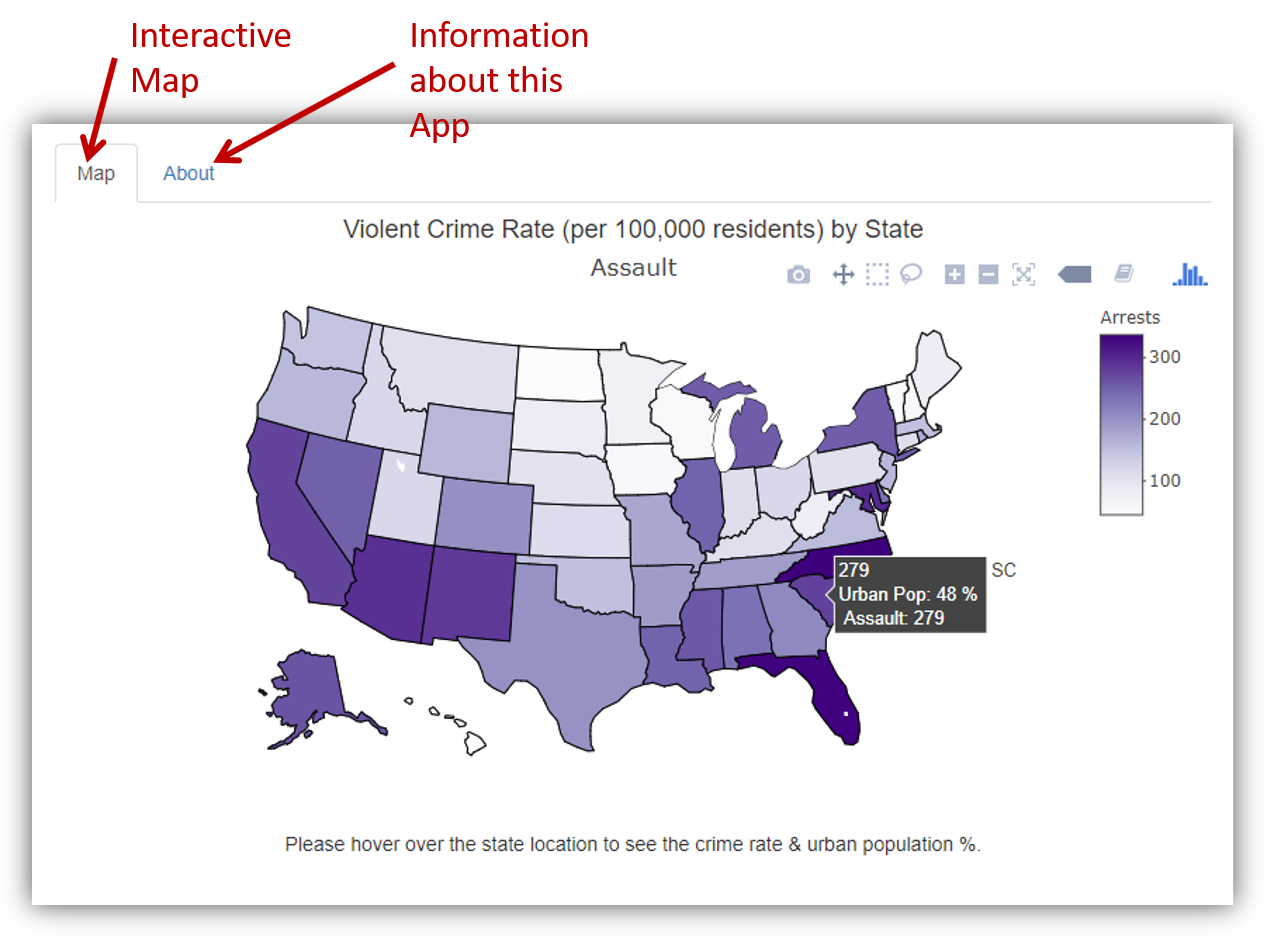 Interactive
Map
Information
about this
App
Map
About
Violent Crime Rate (per 100,000 residents) by State
Assault
Arrests
300
200
100
279
SC
Urban Pop: 48 %
Assault: 279
Please hover over the state location to see the crime rate & urban population %.